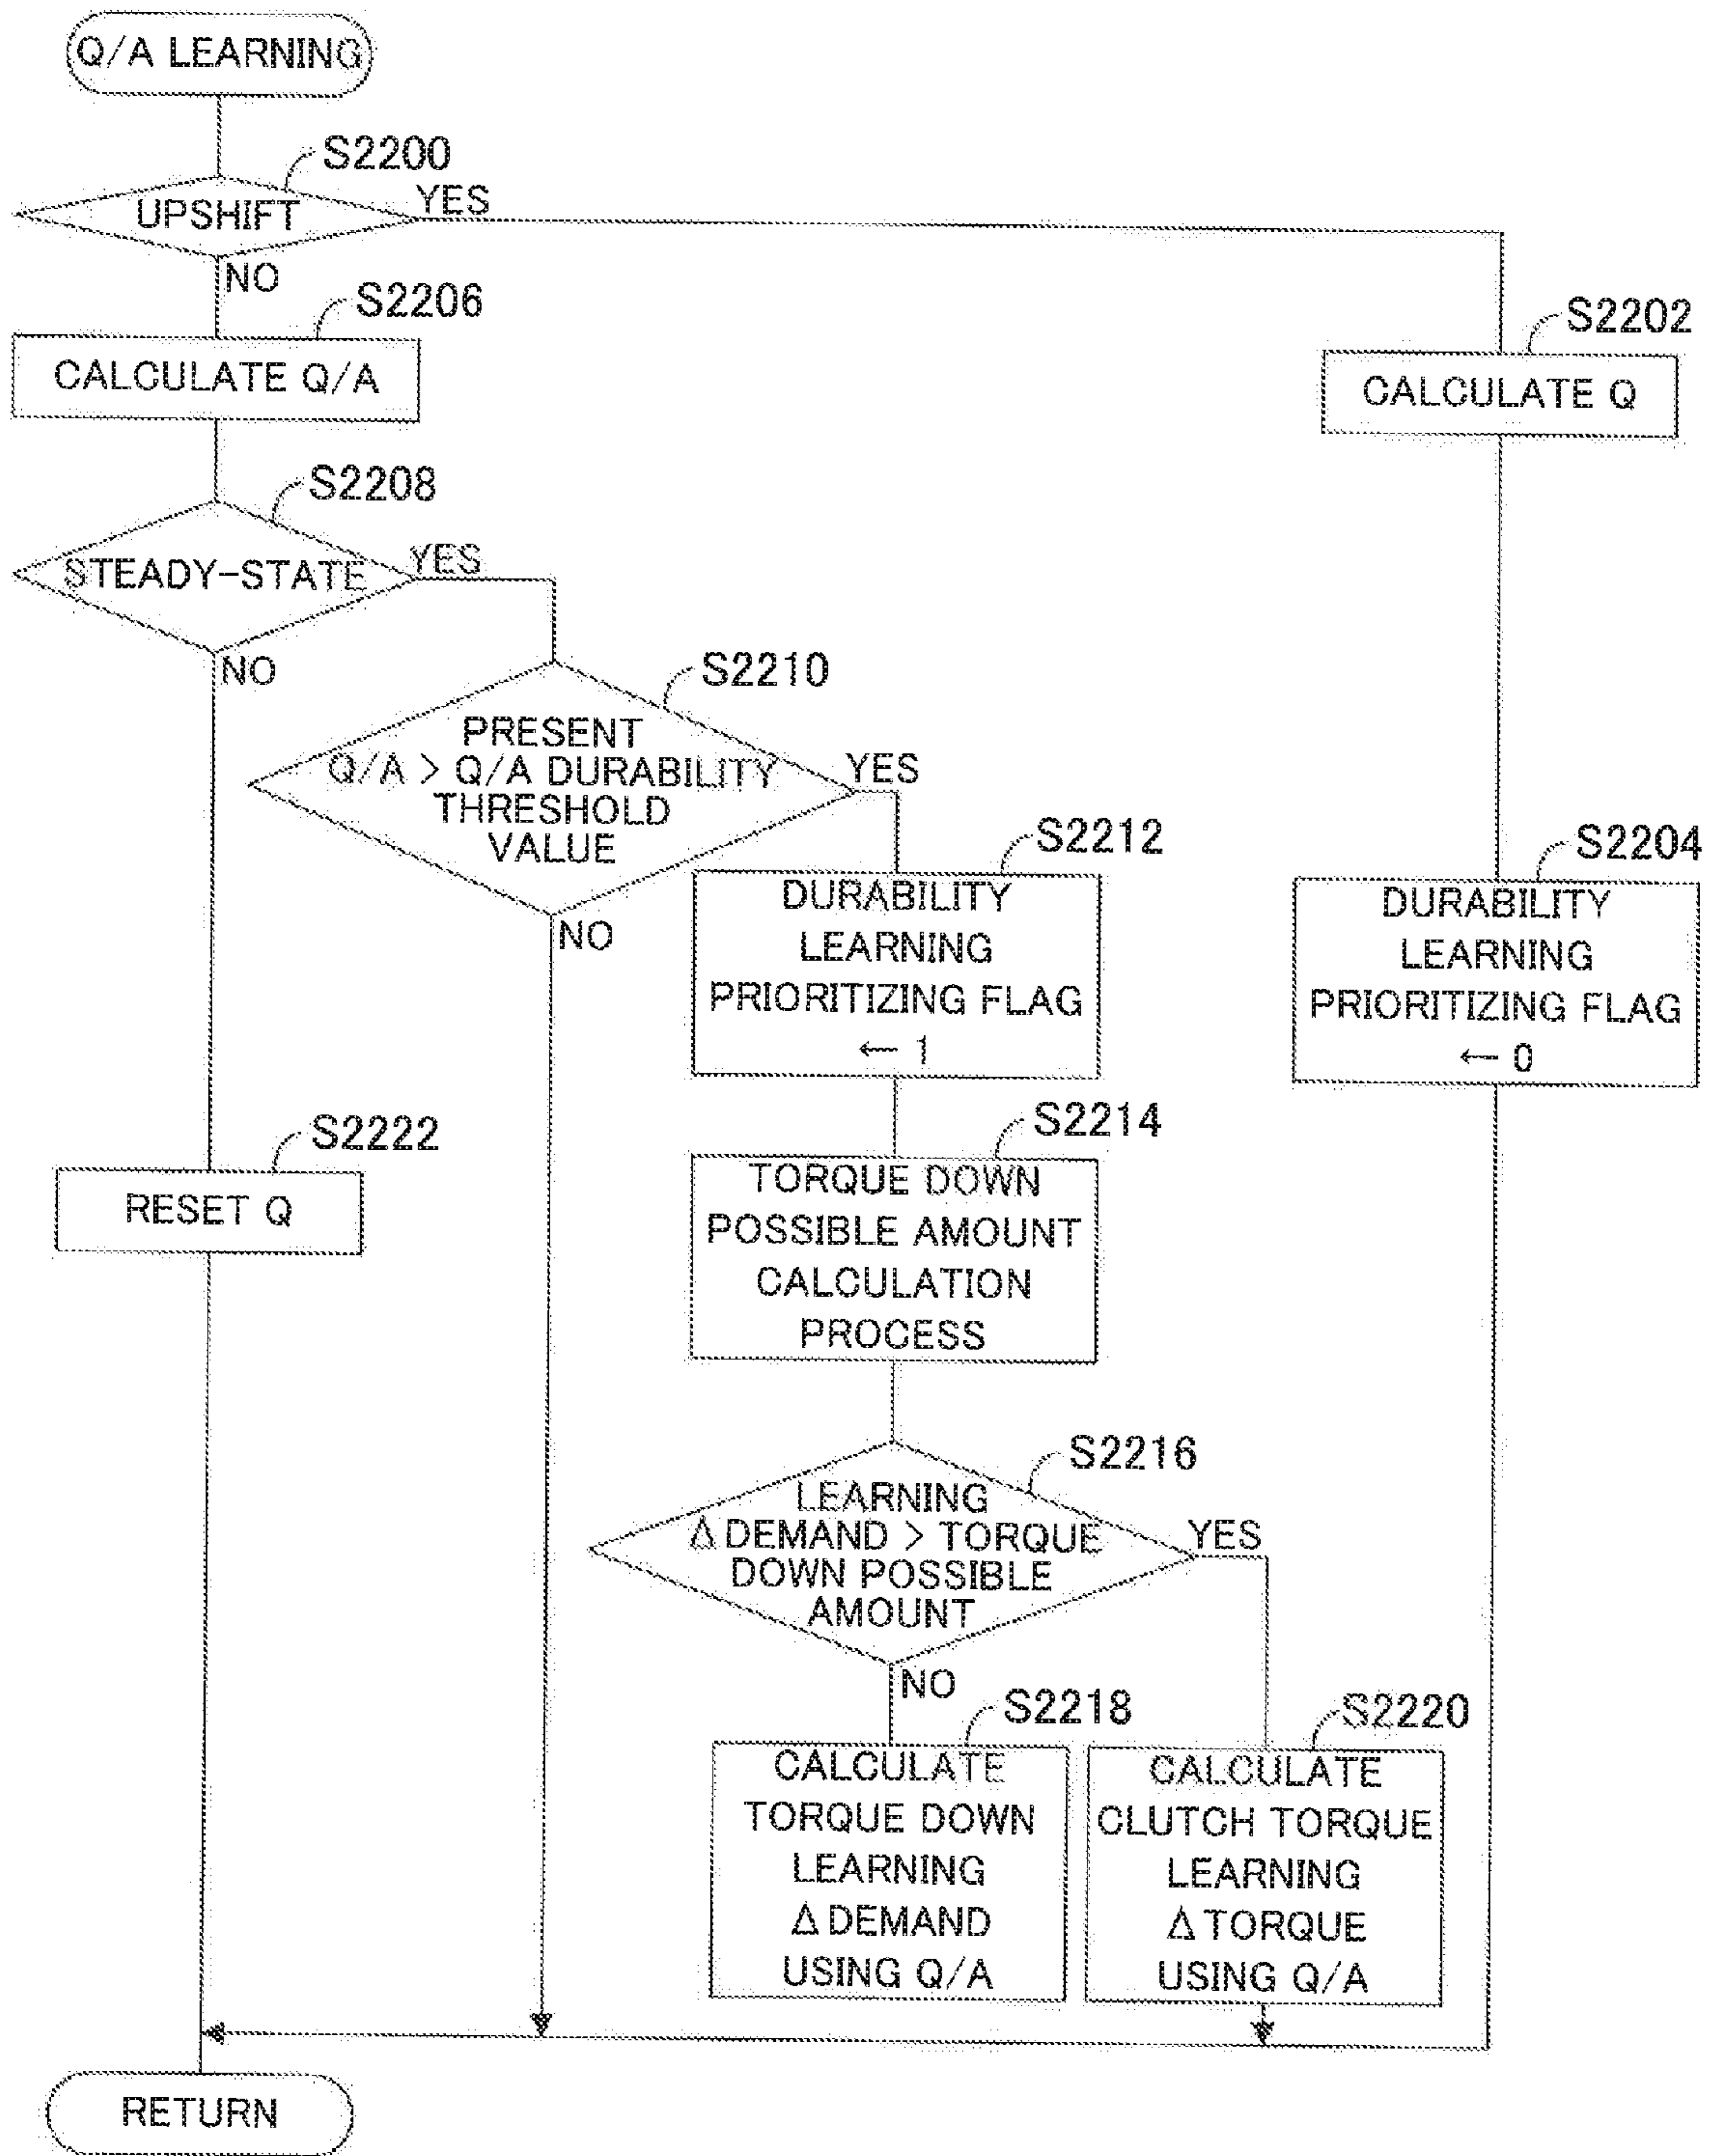 Q/A LEARNING
S2200
UPSHIFT
YES
NO
S2206
CALCULATE Q/A
S2202
CALCULATE Q
S2208
STEADY-STATE
YES
NO
S2210
PRESENT
Q/A > Q/A DURABILITY
THRESHOLD
VALUE
YES
NO
S2212
DURABILITY
LEARNING
PRIORITIZING FLAG
← 1
S2204
DURABILITY
LEARNING
PRIORITIZING FLAG
← 0
S2222
RESET Q
S2214
TORQUE DOWN
POSSIBLE AMOUNT
CALCULATION
PROCESS
S2216
LEARNING
Δ DEMAND > TORQUE
DOWN POSSIBLE
AMOUNT
YES
NO
S2218
CALCULATE
TORQUE DOWN
LEARNING
Δ DEMAND
USING Q/A
S2220
CALCULATE
CLUTCH TORQUE
LEARNING
Δ TORQUE
USING Q/A
RETURN